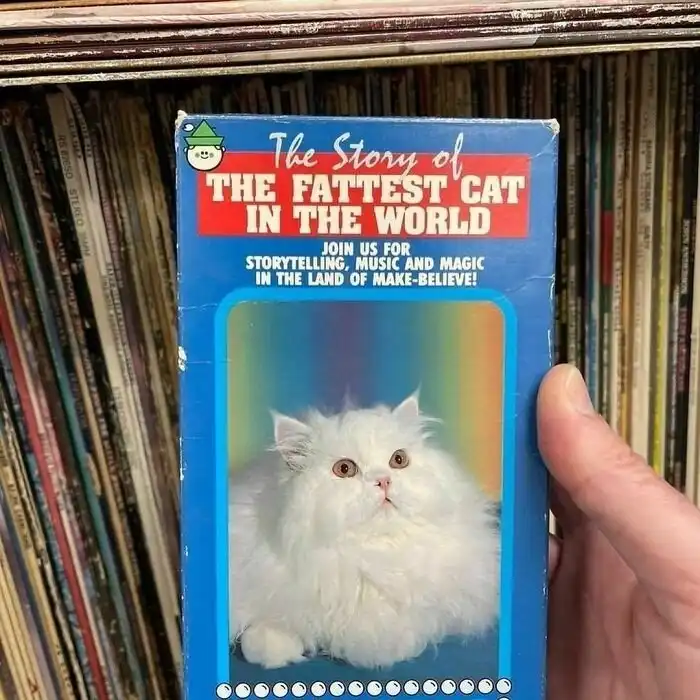 The Story of
THE FATTEST CAT
IN THE WORLD
JOIN US FOR
STORYTELLING, MUSIC AND MAGIC
IN THE LAND OF MAKE-BELIEVE!